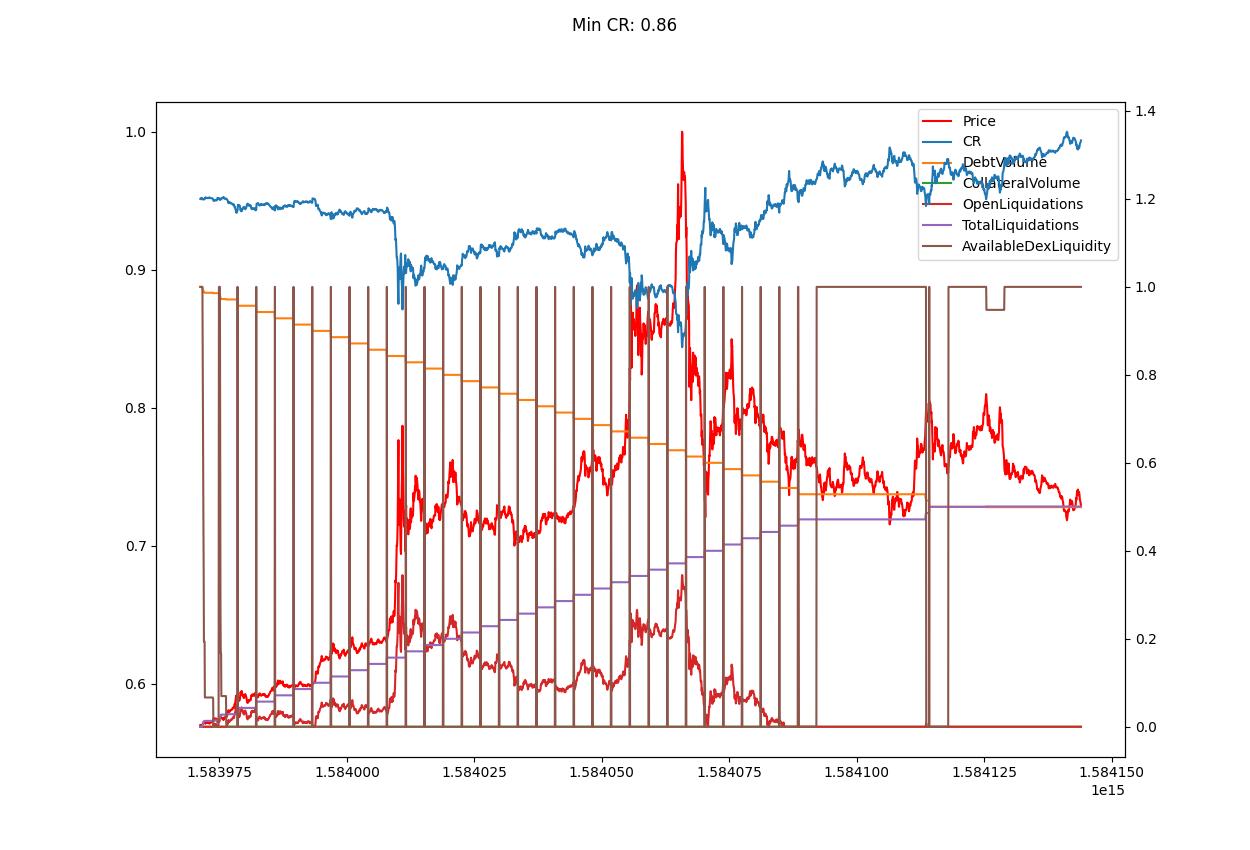 Min CR: 0.86
1.0
0.9
0.8
0.7
0.6
1.4
1.2
1.0
0.8
0.6
0.4
0.2
0.0
Price
CR
DebtVolume
CollateralVolume
OpenLiquidations
TotalLiquidations
AvailableDexLiquidity
1.583975 1.584000 1.584025 1.584050 1.584075 1.584100 1.584125 1.584150
1e15